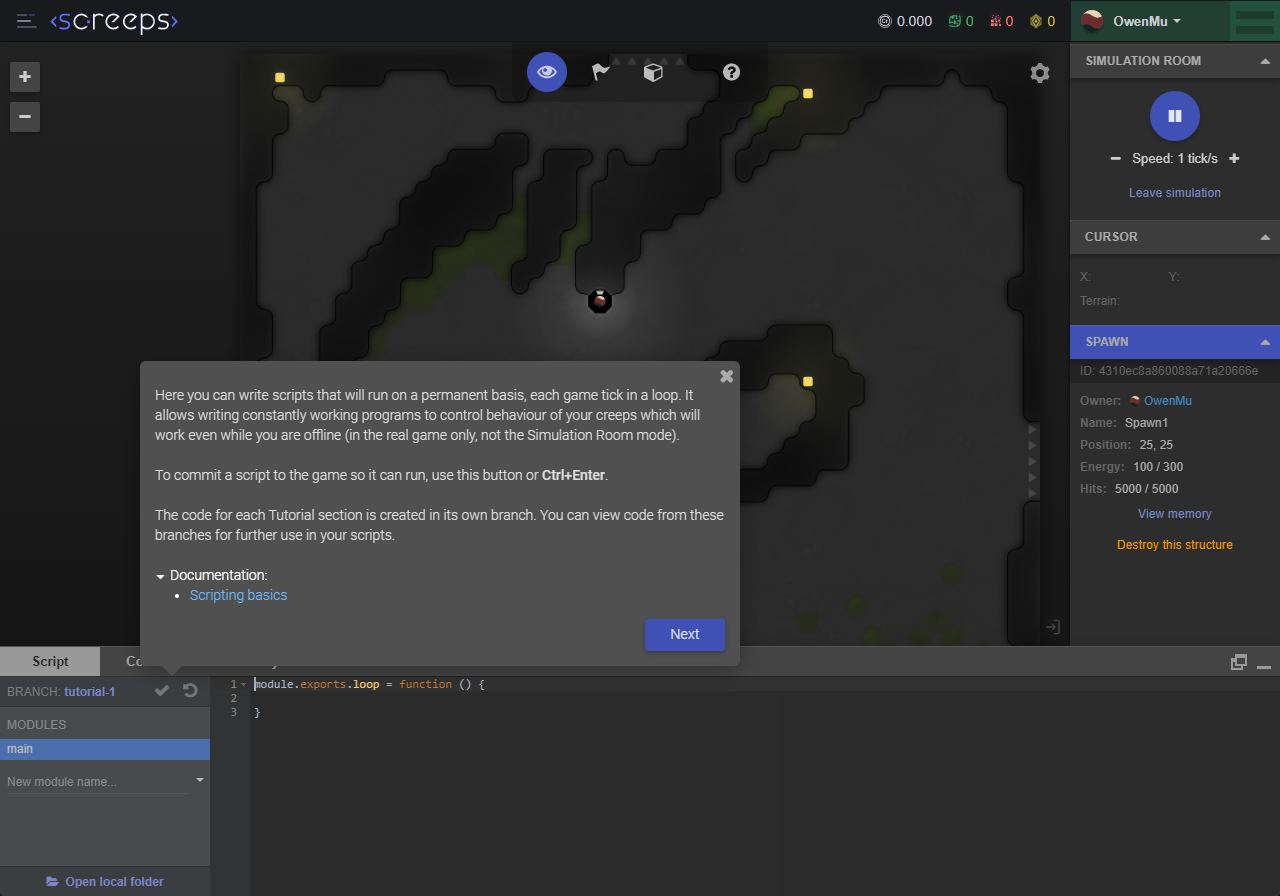 <screeps>
0.000
0
0
0
OwenMu
SIMULATION ROOM
Speed: 1 tick/s
Leave simulation
CURSOR
X: Y:
Terrain:
SPAWN
ID: 4310ec8a860088a71a20666e
Owner: OwenMu
Name: Spawn1
Position: 25, 25
Energy: 100 / 300
Hits: 5000 / 5000
View memory
Destroy this structure
Here you can write scripts that will run on a permanent basis, each game tick in a loop. It
allows writing constantly working programs to control behaviour of your creeps which will
work even while you are offline (in the real game only, not the Simulation Room mode).
To commit a script to the game so it can run, use this button or Ctrl+Enter.
The code for each Tutorial section is created in its own branch. You can view code from these
branches for further use in your scripts.
Documentation:
• Scripting basics
Next
Script
BRANCH: tutorial-1
MODULES
main
New module name...
Open local folder
1 module.exports.loop = function () {
2
3 }